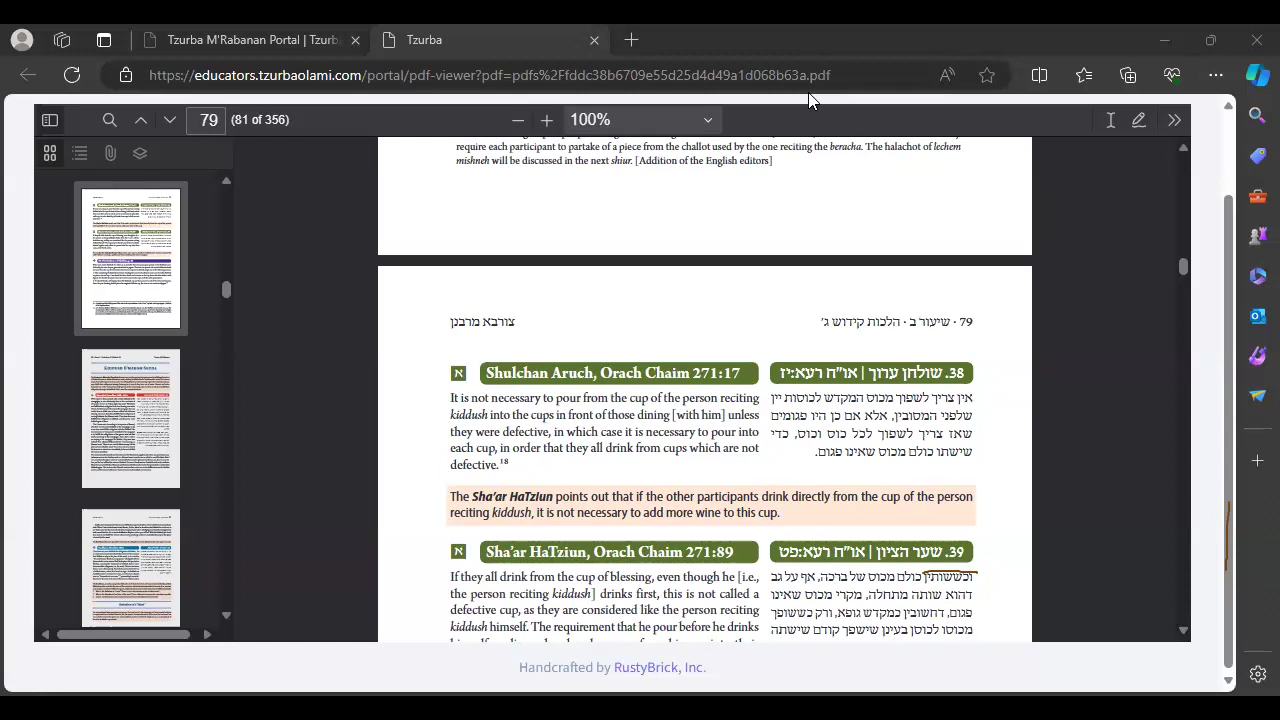 Tzurba M'Rabanan Portal | Tzurb
Tzurba
https://educators.tzurbaolami.com/portal/pdf-viewer?pdf=pdfs%2Ffddc38b6709e55d25d4d49a1d068b63a.pdf
79 (81 of 356)
100%
require each participant to partake of a piece from the challot used by the one reciting the beracha. The halachot of lechem
mishneh will be discussed in the next shiur. [Addition of the English editors]
79 · שיעור ב · הלכות קידוש ג'
צורבא מרבנן
א Shulchan Aruch, Orach Chaim 271:17
It is not necessary to pour from the cup of the person reciting
kiddush into the cups in front of those dining [with him] unless
they were defective, in which case it is necessary to pour into
each cup, in order that they all drink from cups which are not
defective.18
38. שולחן ערוך | או"ח רעא:יז
אין צריך לשפוך מכוס המקדש לכוסות יין
שלפני המסובין, אלא אם כן היו פגומים
שאז צריך לשפוך לכל כוס וכוס, כדי
שישתו כולם מכוס שאינו פגום.
The Sha'ar HaTziun points out that if the other participants drink directly from the cup of the person
reciting kiddush, it is not necessary to add more wine to this cup.
א Sha'ar HaTziun, Orach Chaim 271:89
If they all drink from the cup of blessing, even though he [i.e.,
the person reciting kiddush] drinks first, this is not called a
defective cup, as they are considered like the person reciting
kiddush himself. The requirement that he pour before he drinks
39. שער הציון | או"ח רעא:פט
וכששותין כולם מכוס של ברכה, אף על גב
דהוא שותה מתחלה, מקרי מכוס שאינו
פגום, דחשובין כמקדש גופא, ורק כששופך
מכוסו לכוסן בעינן שישפך קודם שישתה
Handcrafted by RustyBrick, Inc.